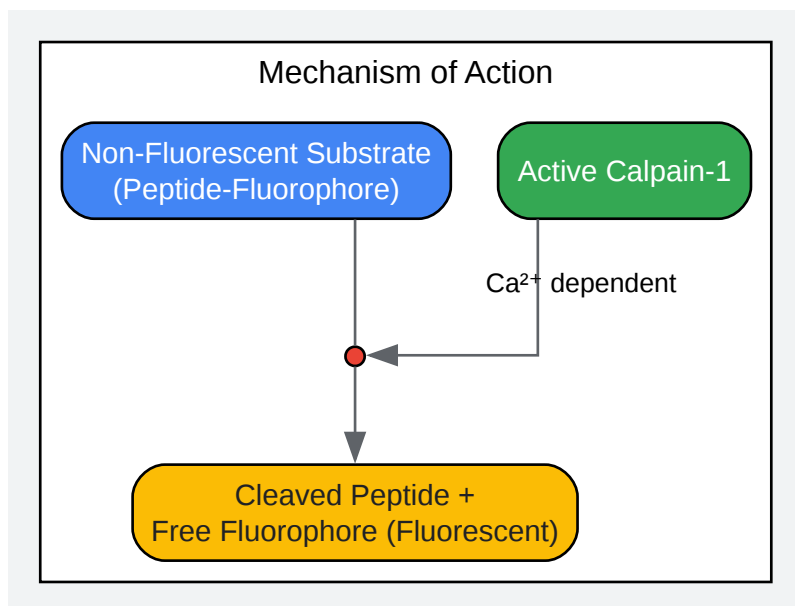 Mechanism of Action
Non-Fluorescent Substrate
(Peptide-Fluorophore)
Active Calpain-1
Ca²⁺ dependent
Cleaved Peptide +
Free Fluorophore (Fluorescent)